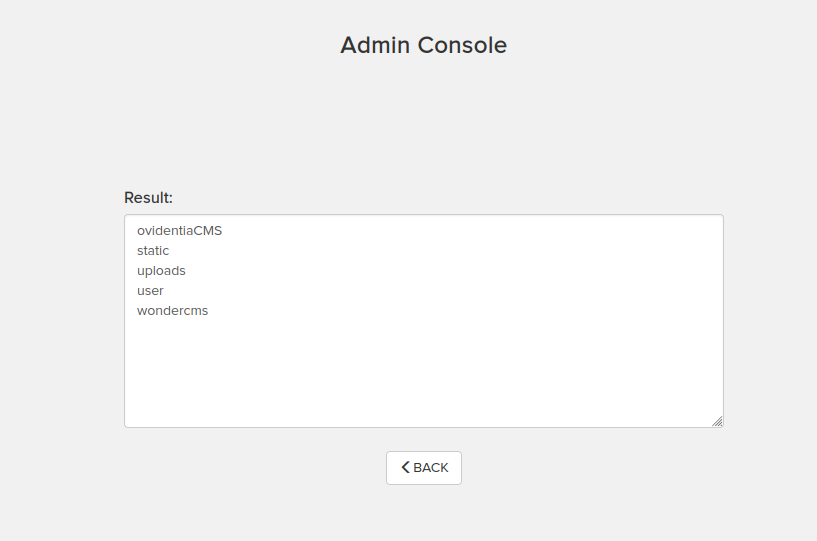 Admin Console
Result:
ovidentiaCMS
static
uploads
user
wondercms
BACK